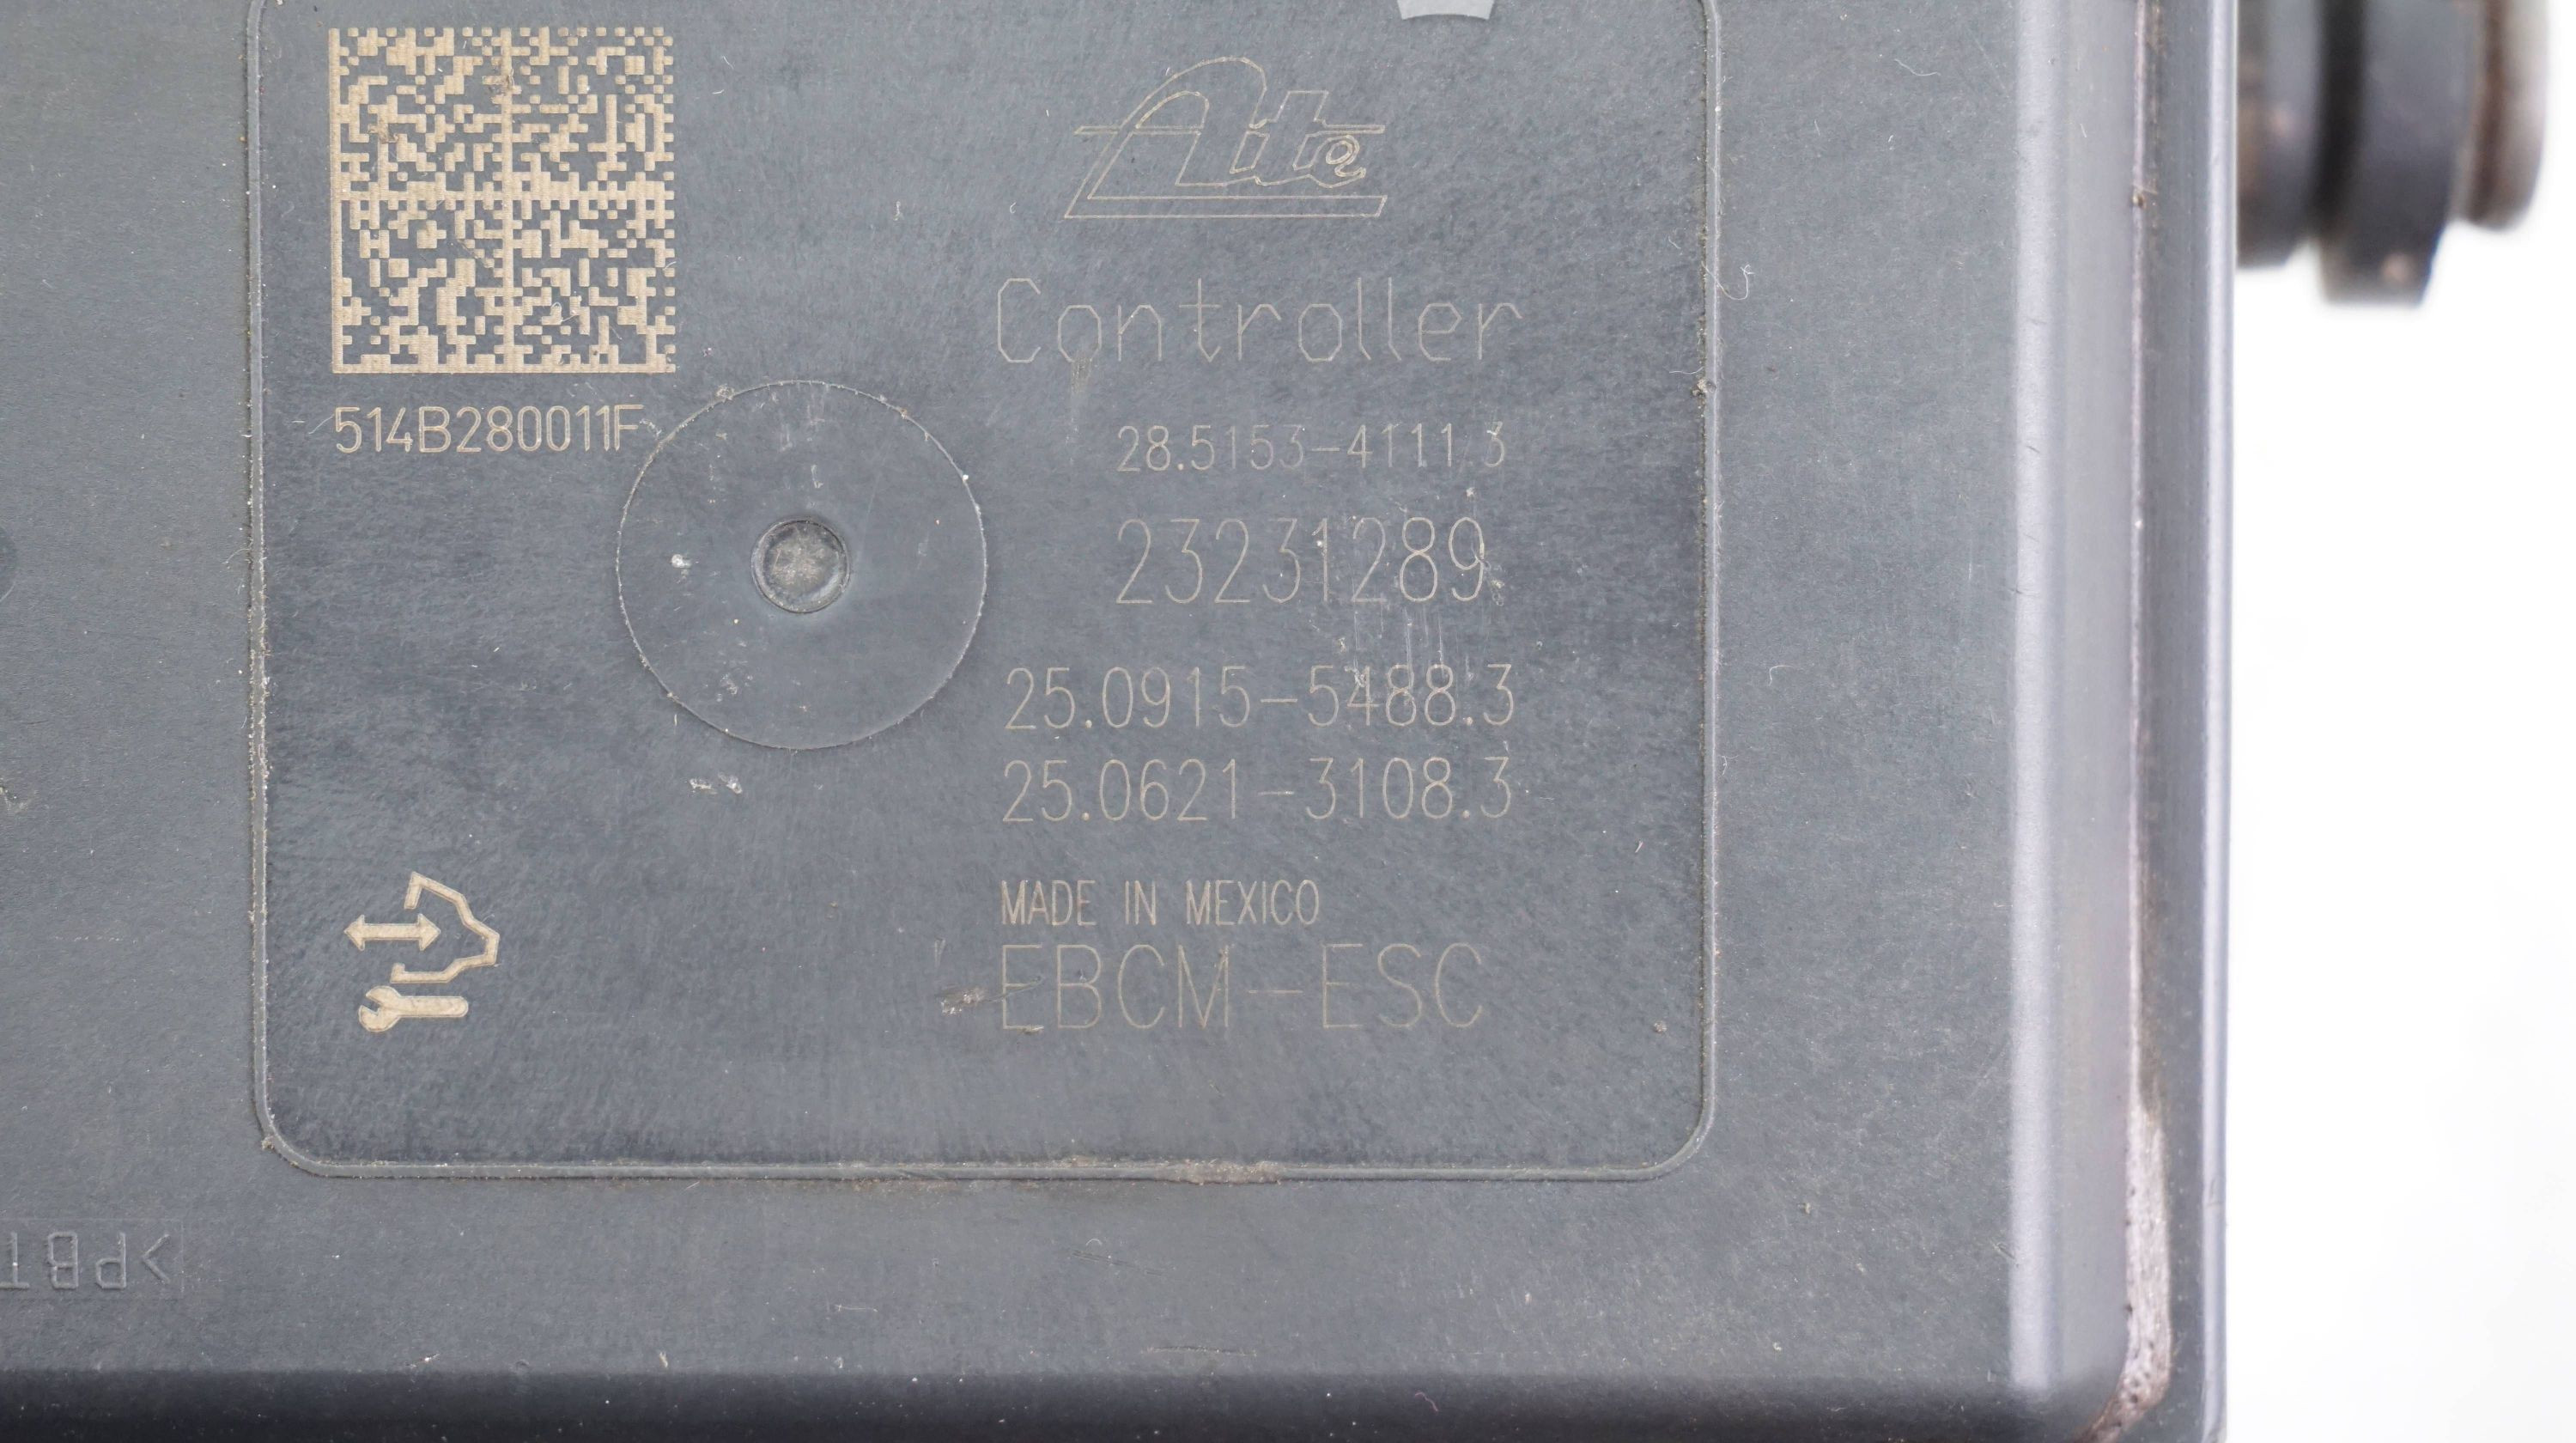 Ate
Controller
514B280011F
28.5153-4111.3
23231289
25.0915-5488.3
25.0621-3108.3
MADE IN MEXICO
EBCM-ESC
>PBT